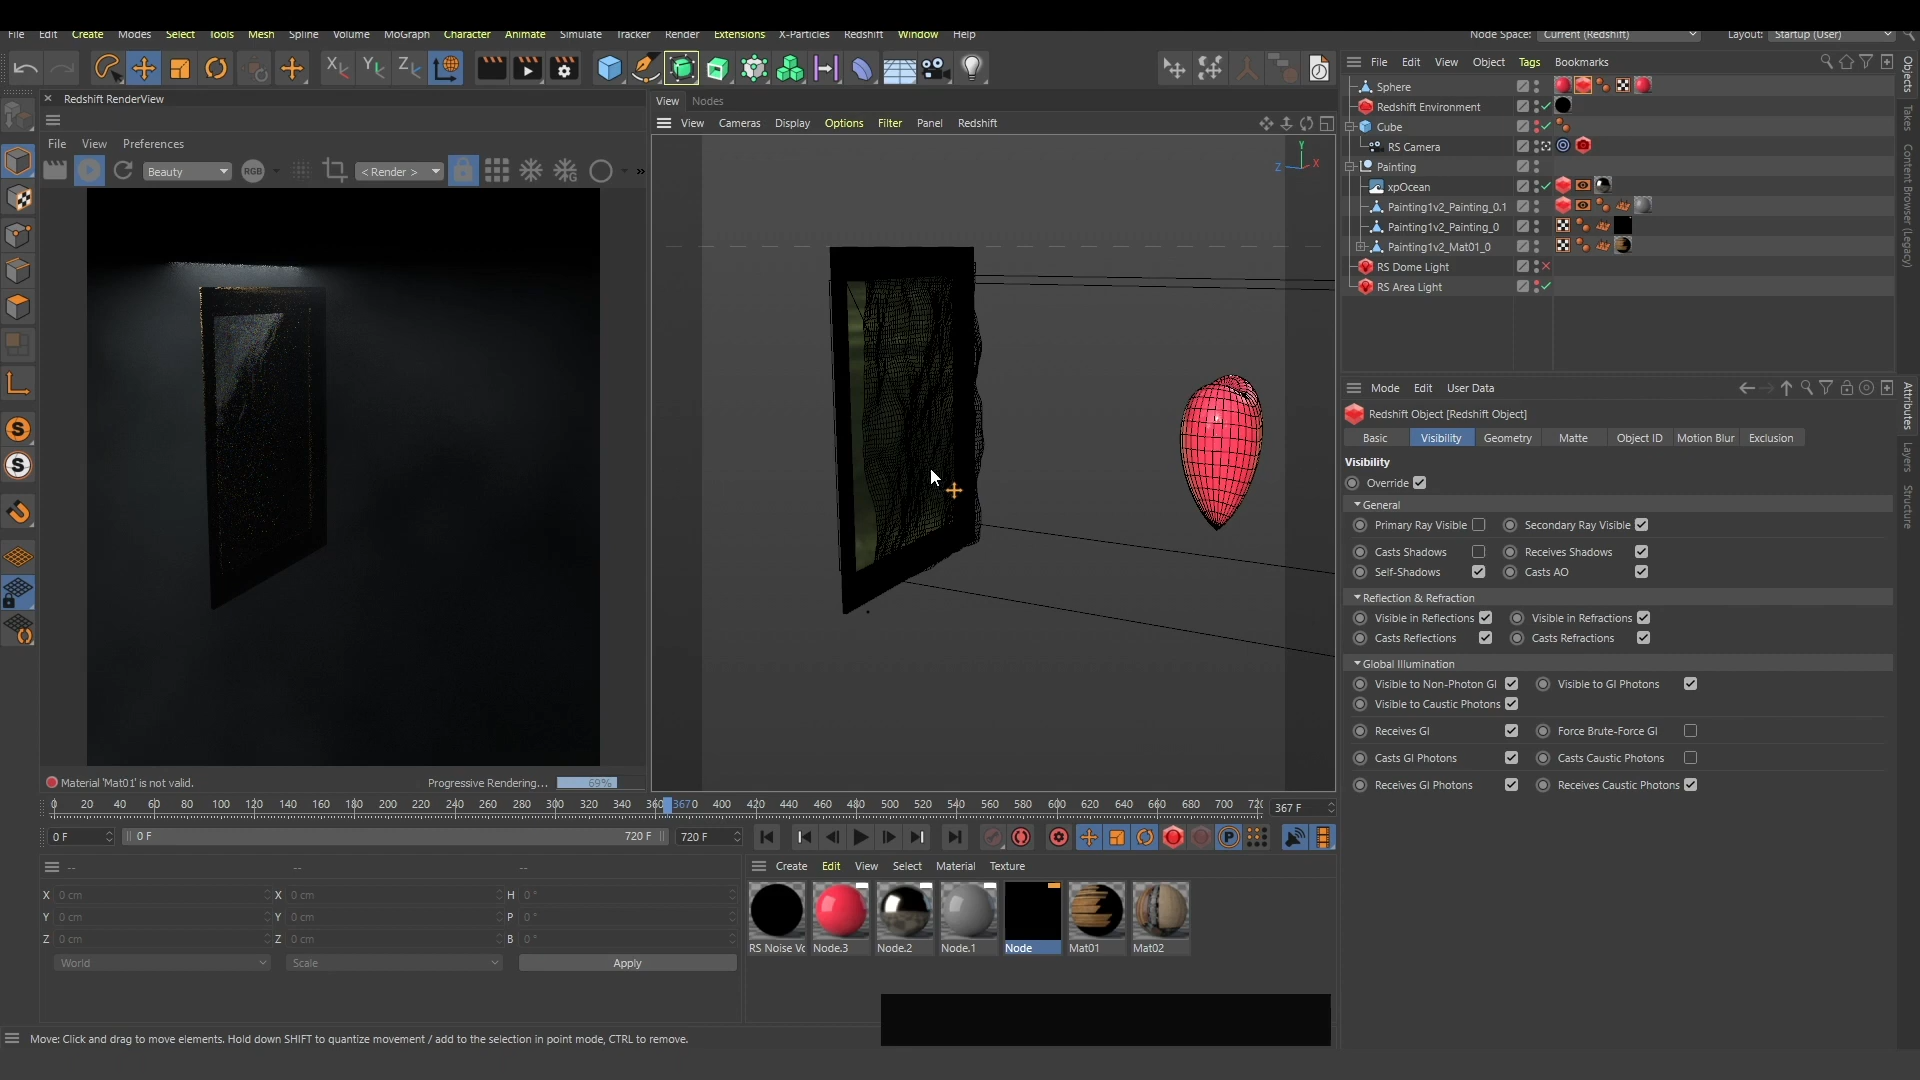 File Edit Create Modes Select Tools Mesh Spline Volume MoGraph Character Animate Simulate Tracker Render Extensions X-Particles Redshift Window Help Node Space: Current (Redshift) Layout: Startup (User)
File Edit View Object Tags Bookmarks
Redshift RenderView
View Nodes
View Cameras Display Options Filter Panel Redshift
File View Preferences
Beauty RGB < Render > »
Sphere
Redshift Environment
Cube
RS Camera
Painting
xpOcean
Painting1v2_Painting_0.1
Painting1v2_Painting_0
Painting1v2_Mat01_0
RS Dome Light
RS Area Light
Objects
Takes
Content Browser (Legacy)
Y
Z X
Mode Edit User Data
Redshift Object [Redshift Object]
Basic Visibility Geometry Matte Object ID Motion Blur Exclusion
Visibility
Override
General
Primary Ray Visible Secondary Ray Visible
Casts Shadows Receives Shadows
Self-Shadows Casts AO
Reflection & Refraction
Visible in Reflections Visible in Refractions
Casts Reflections Casts Refractions
Global Illumination
Visible to Non-Photon GI Visible to GI Photons
Visible to Caustic Photons
Receives GI Force Brute-Force GI
Casts GI Photons Casts Caustic Photons
Receives GI Photons Receives Caustic Photons
Attributes
Layers
Structure
Material 'Mat01' is not valid. Progressive Rendering... 69%
0 20 40 60 80 100 120 140 160 180 200 220 240 260 280 300 320 340 360 3670 400 420 440 460 480 500 520 540 560 580 600 620 640 660 680 700 720 367 F
0 F 0 F 720 F 720 F
-- -- --
X 0 cm X 0 cm H 0 °
Y 0 cm Y 0 cm P 0 °
Z 0 cm Z 0 cm B 0 °
World Scale Apply
Create Edit View Select Material Texture
RS Noise Vo Node.3 Node.2 Node.1 Node Mat01 Mat02
Move: Click and drag to move elements. Hold down SHIFT to quantize movement / add to the selection in point mode, CTRL to remove.